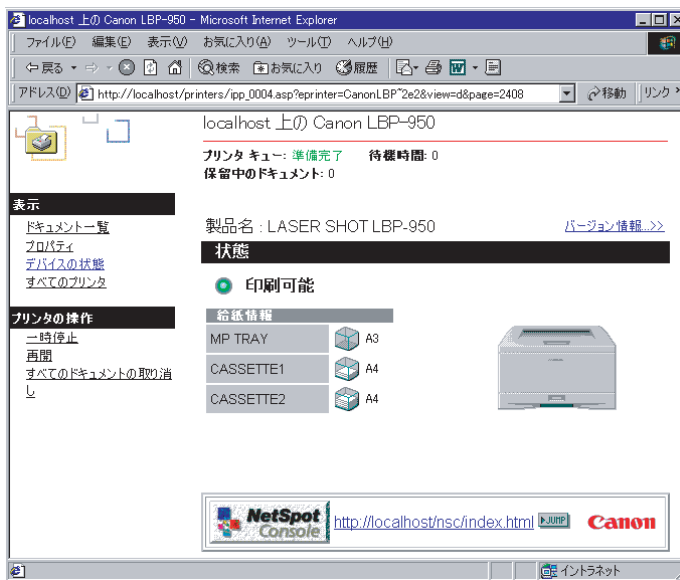 localhost 上の Canon LBP-950 - Microsoft Internet Explorer
ファイル(F) 編集(E) 表示(V) お気に入り(A) ツール(T) ヘルプ(H)
戻る 検索 お気に入り 履歴
アドレス(D) http://localhost/printers/ipp_0004.asp?eprinter=CanonLBP~2e2&view=d&page=2408 移動 リンク »
localhost 上の Canon LBP-950
プリンタ キュー: 準備完了 待機時間: 0
保留中のドキュメント: 0
表示
ドキュメント一覧
プロパティ
デバイスの状態
すべてのプリンタ
プリンタの操作
一時停止
再開
すべてのドキュメントの取り消
し
製品名 : LASER SHOT LBP-950 バージョン情報...>>
状態
印刷可能
給紙情報
MP TRAY A3
CASSETTE1 A4
CASSETTE2 A4
NetSpot
Console
http://localhost/nsc/index.html JUMP Canon
イントラネット